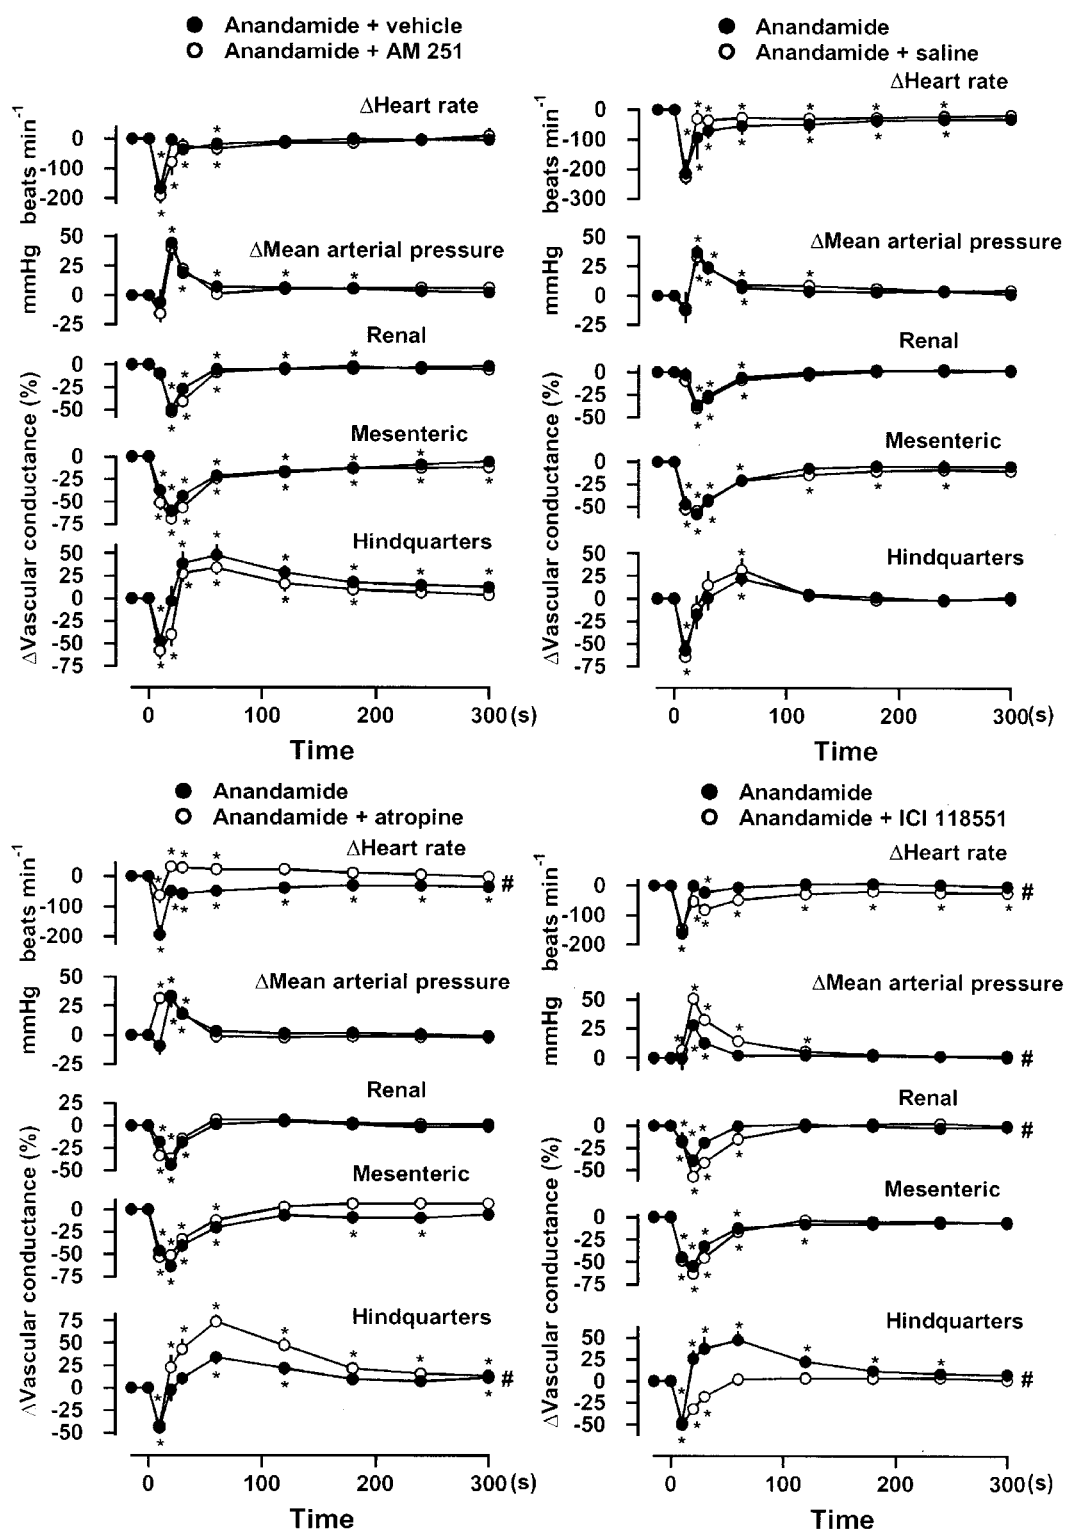 Anandamide + vehicle
Anandamide + AM 251
ΔHeart rate
beats min-1
0
-100
-200
ΔMean arterial pressure
mmHg
50
25
0
-25
Renal
0
-25
-50
Mesenteric
ΔVascular conductance (%)
0
-25
-50
-75
Hindquarters
50
25
0
-25
-50
-75
0 100 200 300 (s)
Time
Anandamide
Anandamide + saline
ΔHeart rate
beats min-1
0
-100
-200
-300
ΔMean arterial pressure
mmHg
50
25
0
-25
Renal
0
-25
-50
Mesenteric
ΔVascular conductance (%)
0
-25
-50
Hindquarters
50
25
0
-25
-50
-75
0 100 200 300(s)
Time
Anandamide
Anandamide + atropine
ΔHeart rate
beats min-1
0
-100
-200
#
ΔMean arterial pressure
mmHg
50
25
0
-25
Renal
25
0
-25
-50
Mesenteric
ΔVascular conductance (%)
0
-25
-50
-75
Hindquarters
75
50
25
0
-25
-50
#
0 100 200 300 (s)
Time
Anandamide
Anandamide + ICI 118551
ΔHeart rate
beats min-1
0
-100
-200
#
ΔMean arterial pressure
mmHg
50
25
0
#
Renal
0
-25
-50
#
Mesenteric
ΔVascular conductance (%)
0
-25
-50
-75
Hindquarters
50
25
0
-25
-50
#
0 100 200 300 (s)
Time